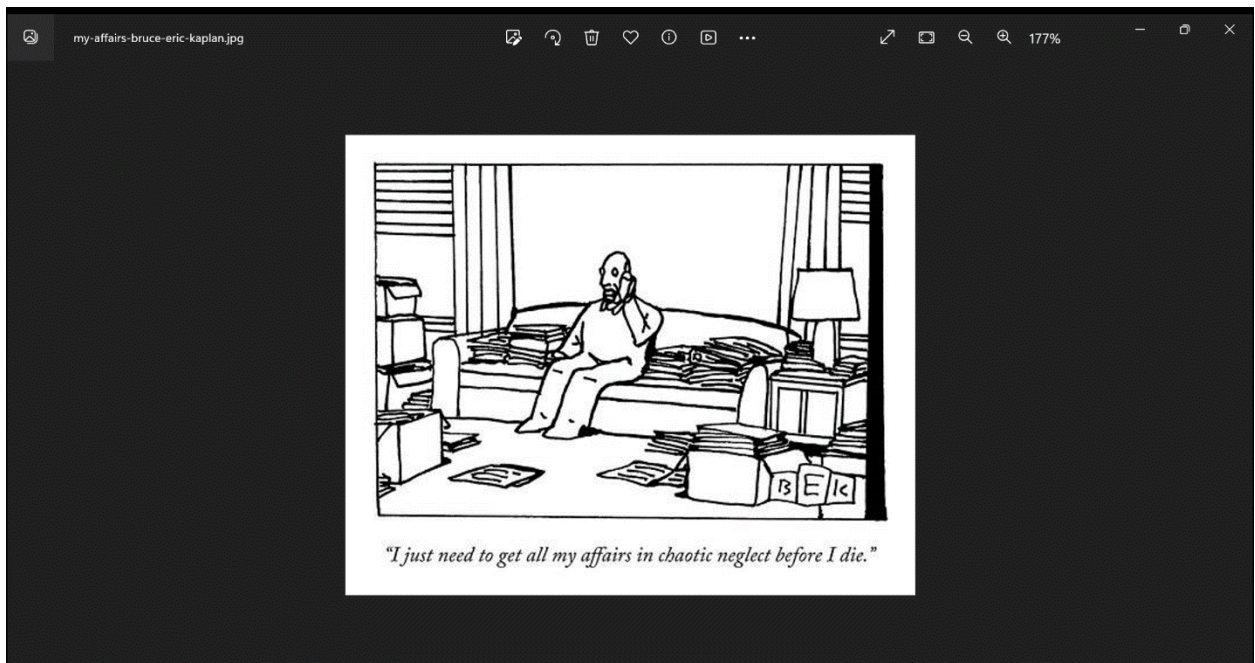 my-affairs-bruce-eric-kaplan.jpg
177%
BEK
“I just need to get all my affairs in chaotic neglect before I die.”